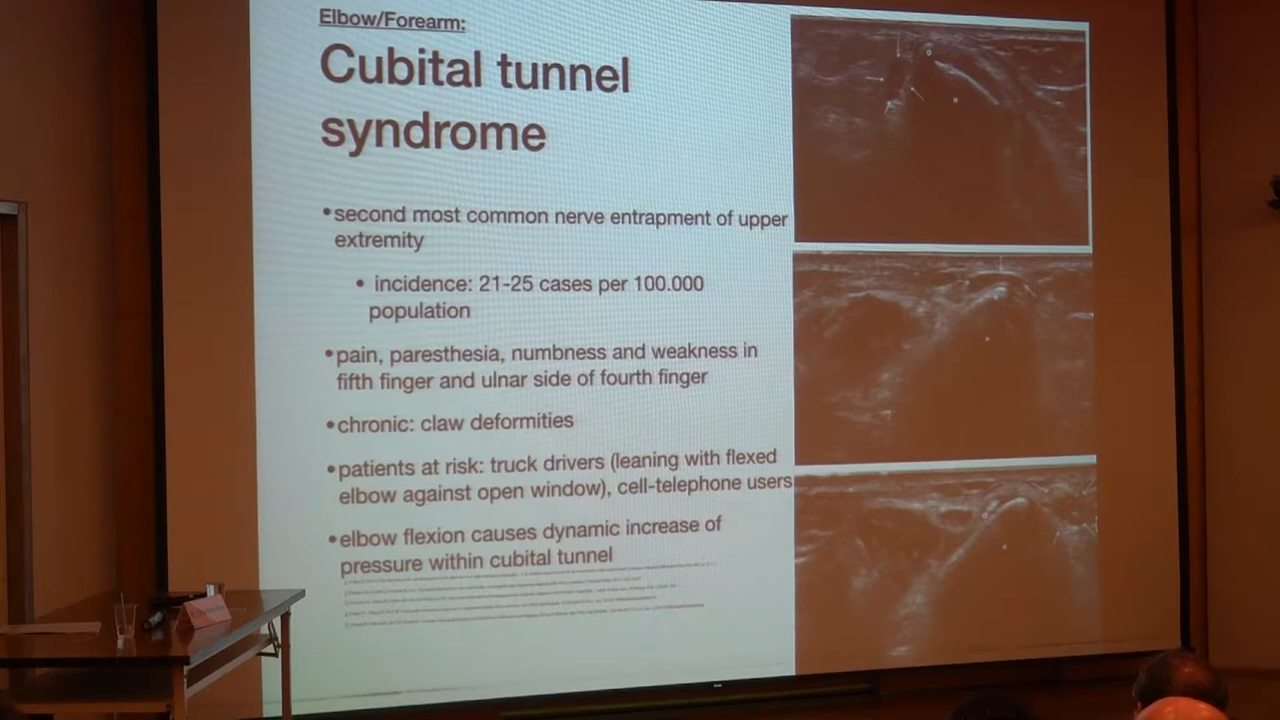 Elbow/Forearm:
Cubital tunnel
syndrome
•second most common nerve entrapment of upper
extremity
• incidence: 21-25 cases per 100.000
population
•pain, paresthesia, numbness and weakness in
fifth finger and ulnar side of fourth finger
•chronic: claw deformities
•patients at risk: truck drivers (leaning with flexed
elbow against open window), cell-telephone users
•elbow flexion causes dynamic increase of
pressure within cubital tunnel